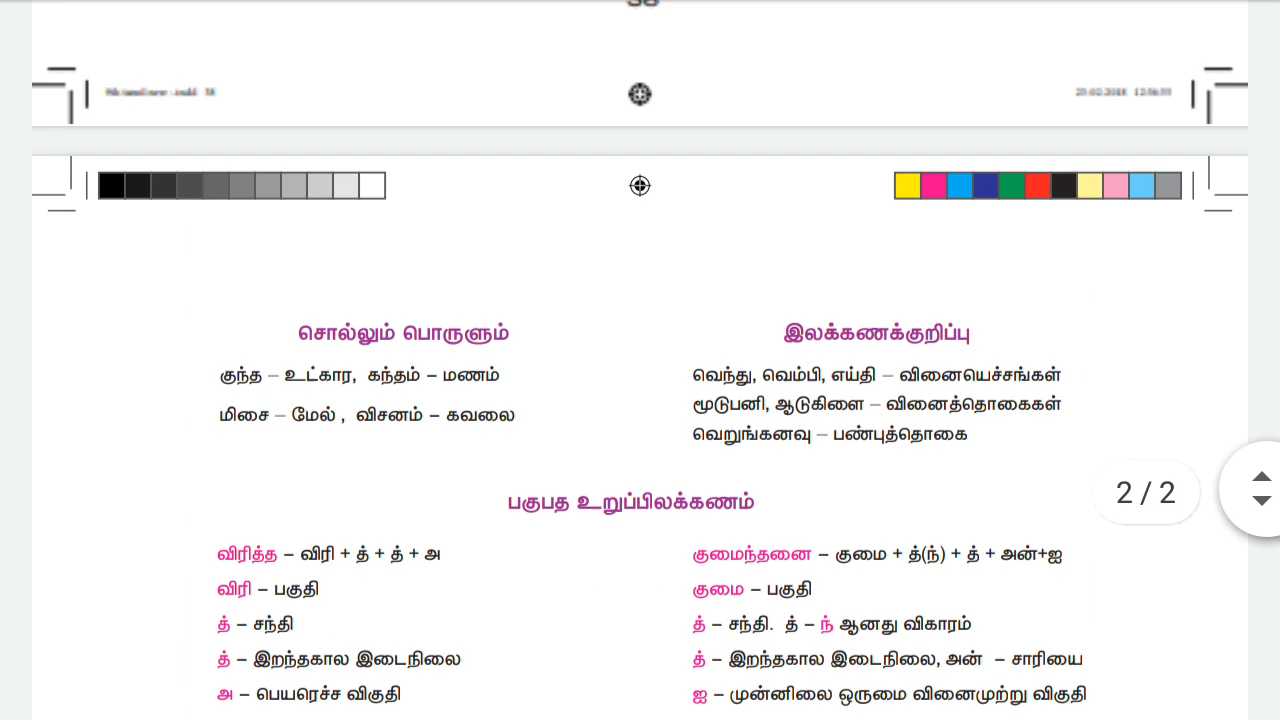 சொல்லும் பொருளும்
குந்த – உட்கார, கந்தம் – மணம்
மிசை – மேல் , விசனம் – கவலை
இலக்கணக்குறிப்பு
வெந்து, வெம்பி, எய்தி – வினையெச்சங்கள்
மூடுபனி, ஆடுகிளை – வினைத்தொகைகள்
வெறுங்கனவு – பண்புத்தொகை
2 / 2
பகுபத உறுப்பிலக்கணம்
விரித்த – விரி + த் + த் + அ
விரி – பகுதி
த் – சந்தி
த் – இறந்தகால இடைநிலை
அ – பெயரெச்ச விகுதி
குமைந்தனை – குமை + த்(ந்) + த் + அன்+ஐ
குமை – பகுதி
த் – சந்தி. த் – ந் ஆனது விகாரம்
த் – இறந்தகால இடைநிலை, அன் – சாரியை
ஐ – முன்னிலை ஒருமை வினைமுற்று விகுதி